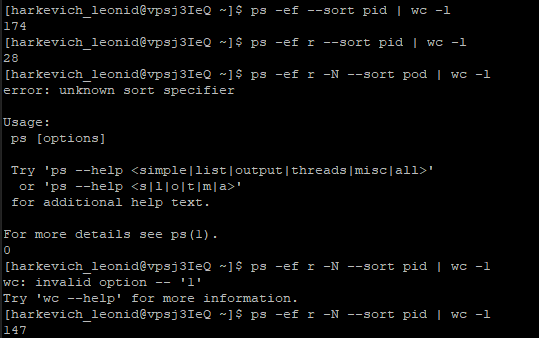 [harkevich_leonid@vpsj3IeQ ~]$ ps -ef --sort pid | wc -l
174
[harkevich_leonid@vpsj3IeQ ~]$ ps -ef r --sort pid | wc -l
28
[harkevich_leonid@vpsj3IeQ ~]$ ps -ef r -N --sort pod | wc -l
error: unknown sort specifier

Usage:
 ps [options]

 Try 'ps --help <simple|list|output|threads|misc|all>'
  or 'ps --help <s|l|o|t|m|a>'
 for additional help text.

For more details see ps(1).
0
[harkevich_leonid@vpsj3IeQ ~]$ ps -ef r -N --sort pid | wc -1
wc: invalid option -- '1'
Try 'wc --help' for more information.
[harkevich_leonid@vpsj3IeQ ~]$ ps -ef r -N --sort pid | wc -l
147